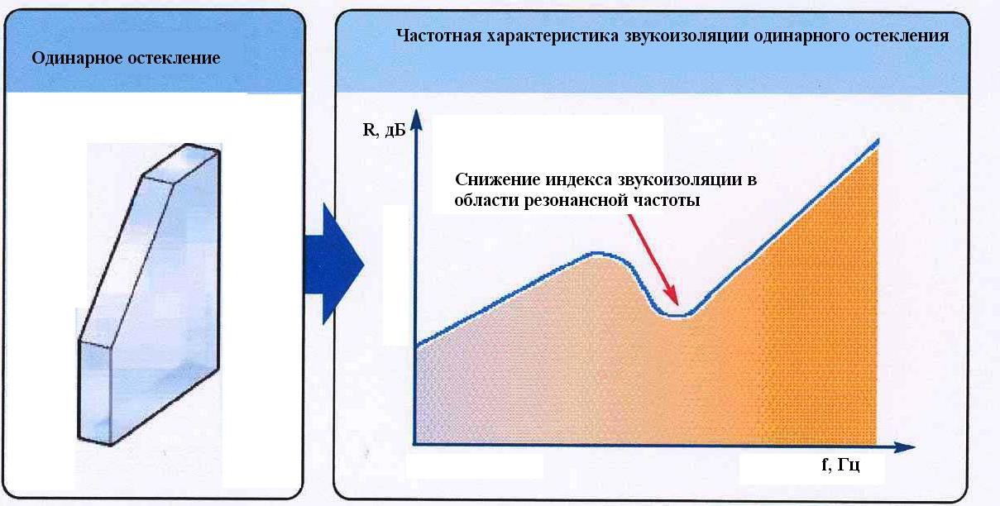 Одинарное остекление
Частотная характеристика звукоизоляции одинарного остекления
R, дБ
Снижение индекса звукоизоляции в
области резонансной частоты
f, Гц